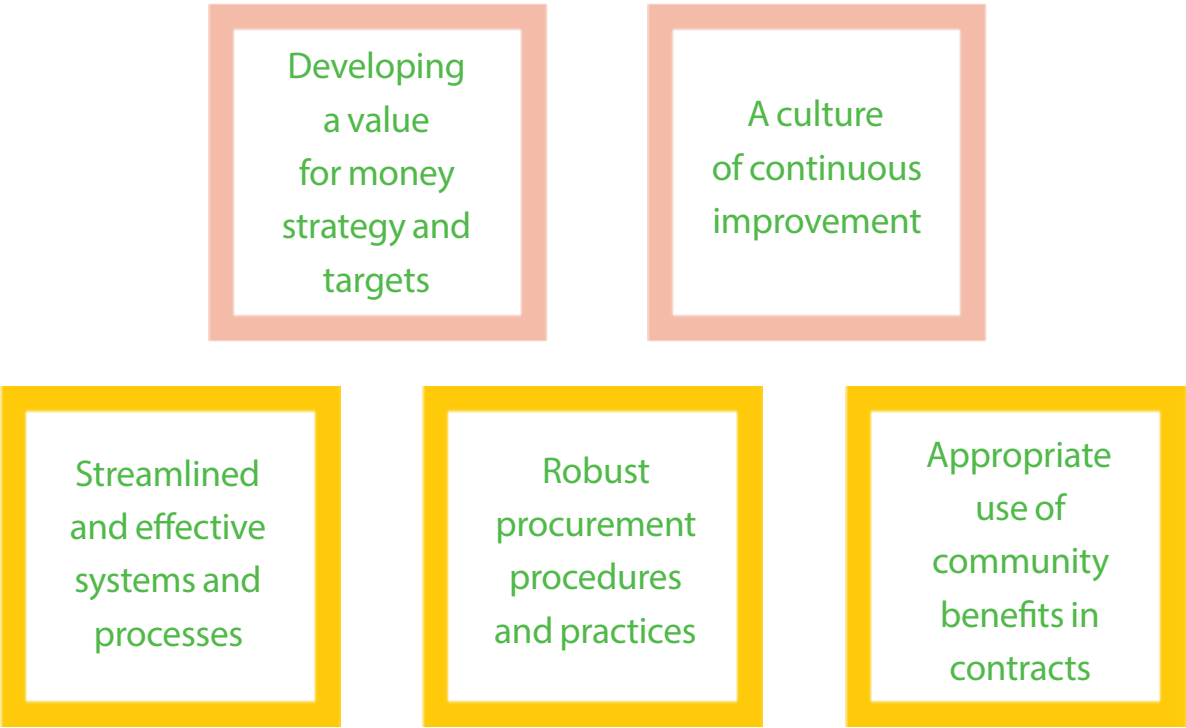 Developing
a value
for money
strategy and
targets
A culture
of continuous
improvement
Streamlined
and effective
systems and
processes
Robust
procurement
procedures
and practices
Appropriate
use of
community
benefits in
contracts